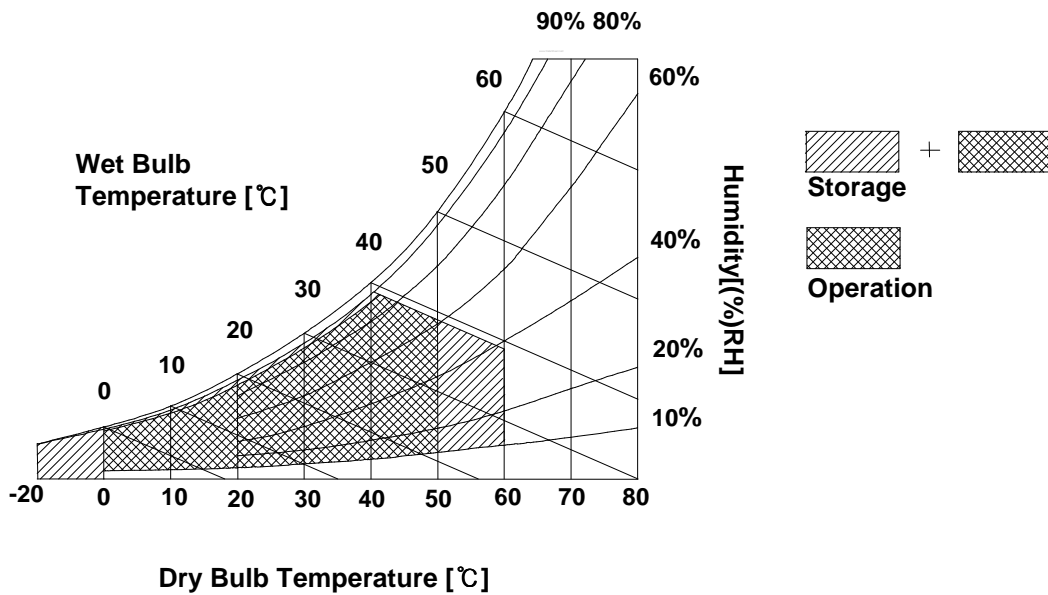 90% 80%
60
60%
Wet Bulb
Temperature [℃]
50
+
Storage
40
40%
Humidity[(%)RH]
30
Operation
20
20%
10
0
10%
-20 0 10 20 30 40 50 60 70 80
Dry Bulb Temperature [℃]